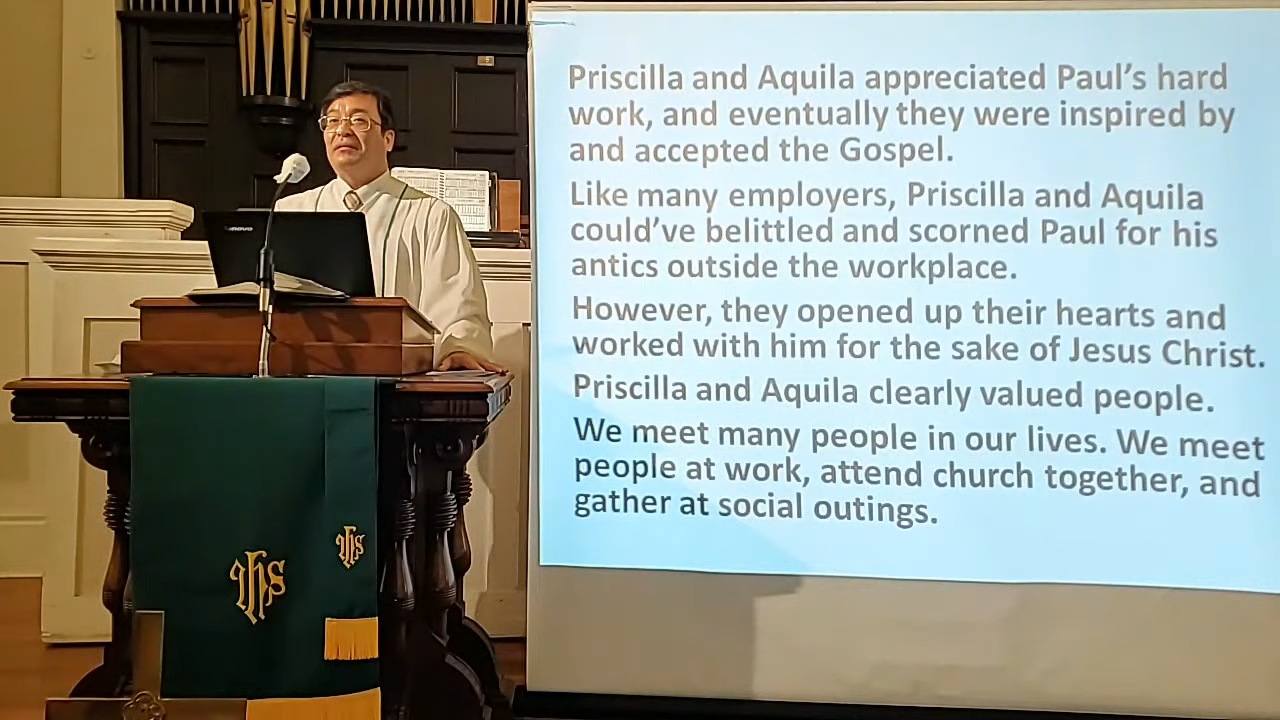 Priscilla and Aquila appreciated Paul's hard
work, and eventually they were inspired by
and accepted the Gospel.
Like many employers, Priscilla and Aquila
could've belittled and scorned Paul for his
antics outside the workplace.
However, they opened up their hearts and
worked with him for the sake of Jesus Christ.
Priscilla and Aquila clearly valued people.
We meet many people in our lives. We meet
people at work, attend church together, and
gather at social outings.
lenovo
IHS
IHS